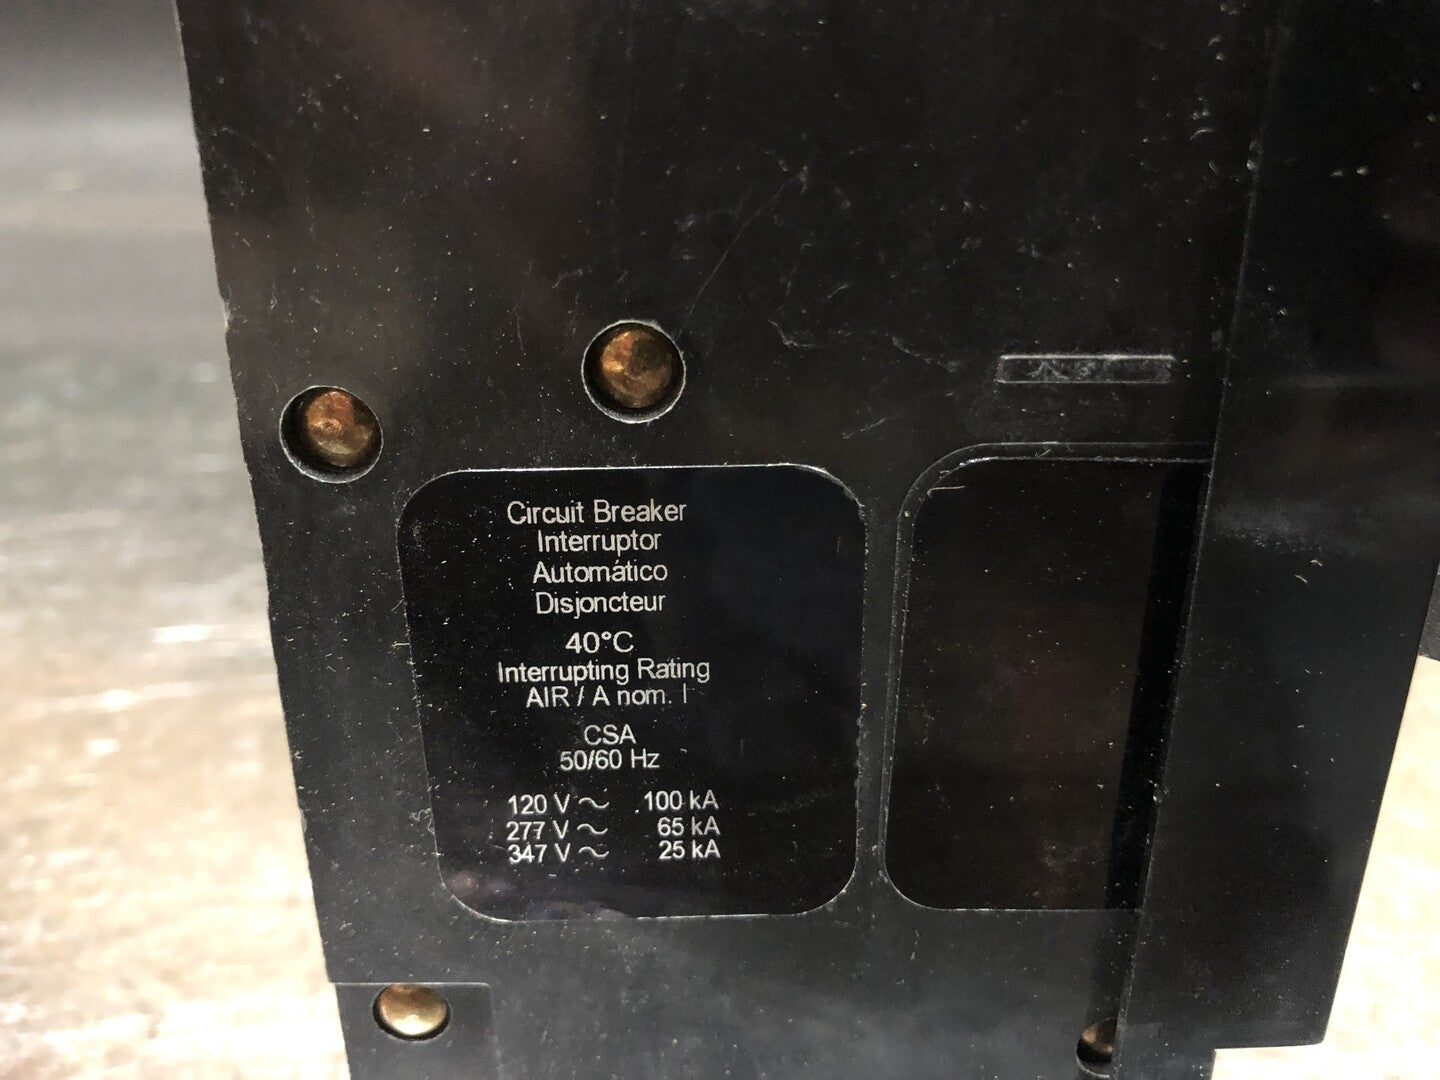 Circuit Breaker
Interruptor
Automático
Disjoncteur
40°C
Interrupting Rating
AIR / A nom. I
CSA
50/60 Hz
120 V ~ 100 kA
277 V ~ 65 kA
347 V ~ 25 kA